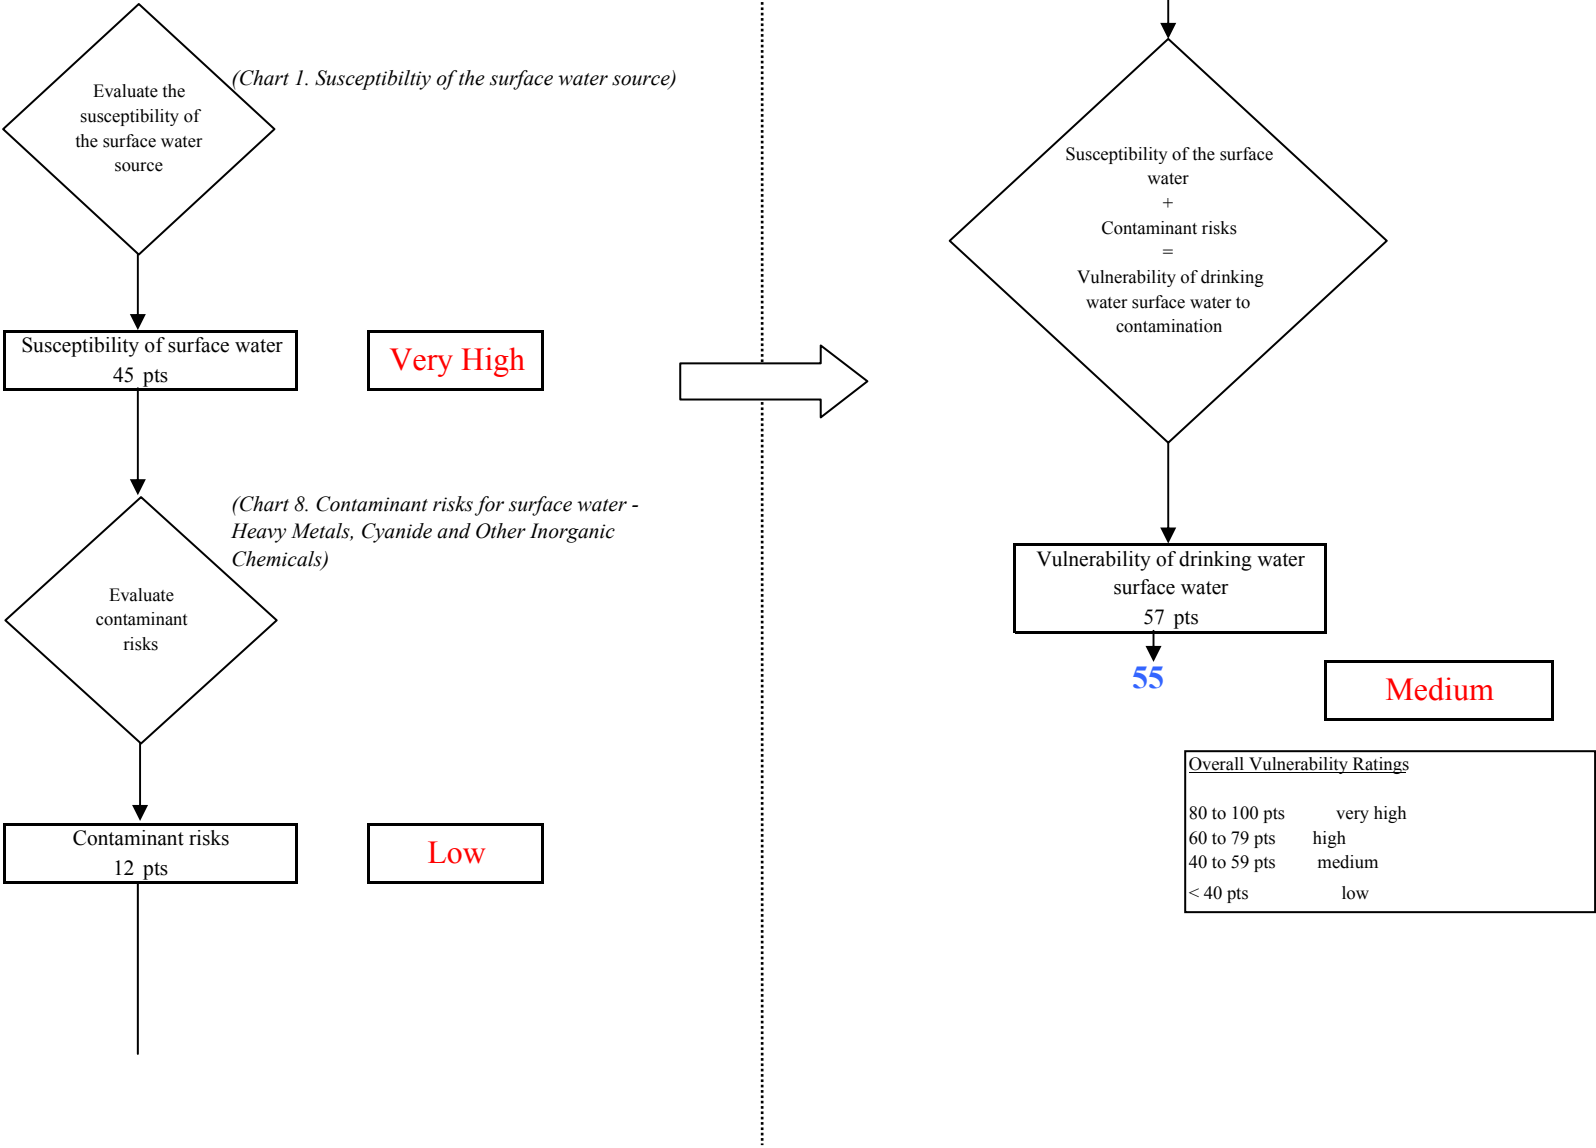 Evaluate the
susceptibility of
the surface water
source
(Chart 1. Susceptibiltiy of the surface water source)
Susceptibility of surface water
45 pts
Very High
(Chart 8. Contaminant risks for surface water -
Heavy Metals, Cyanide and Other Inorganic
Chemicals)
Evaluate
contaminant
risks
Contaminant risks
12 pts
Low
Susceptibility of the surface
water
+
Contaminant risks
=
Vulnerability of drinking
water surface water to
contamination
Vulnerability of drinking water
surface water
57 pts
55
Medium
Overall Vulnerability Ratings
80 to 100 pts very high
60 to 79 pts high
40 to 59 pts medium
< 40 pts low